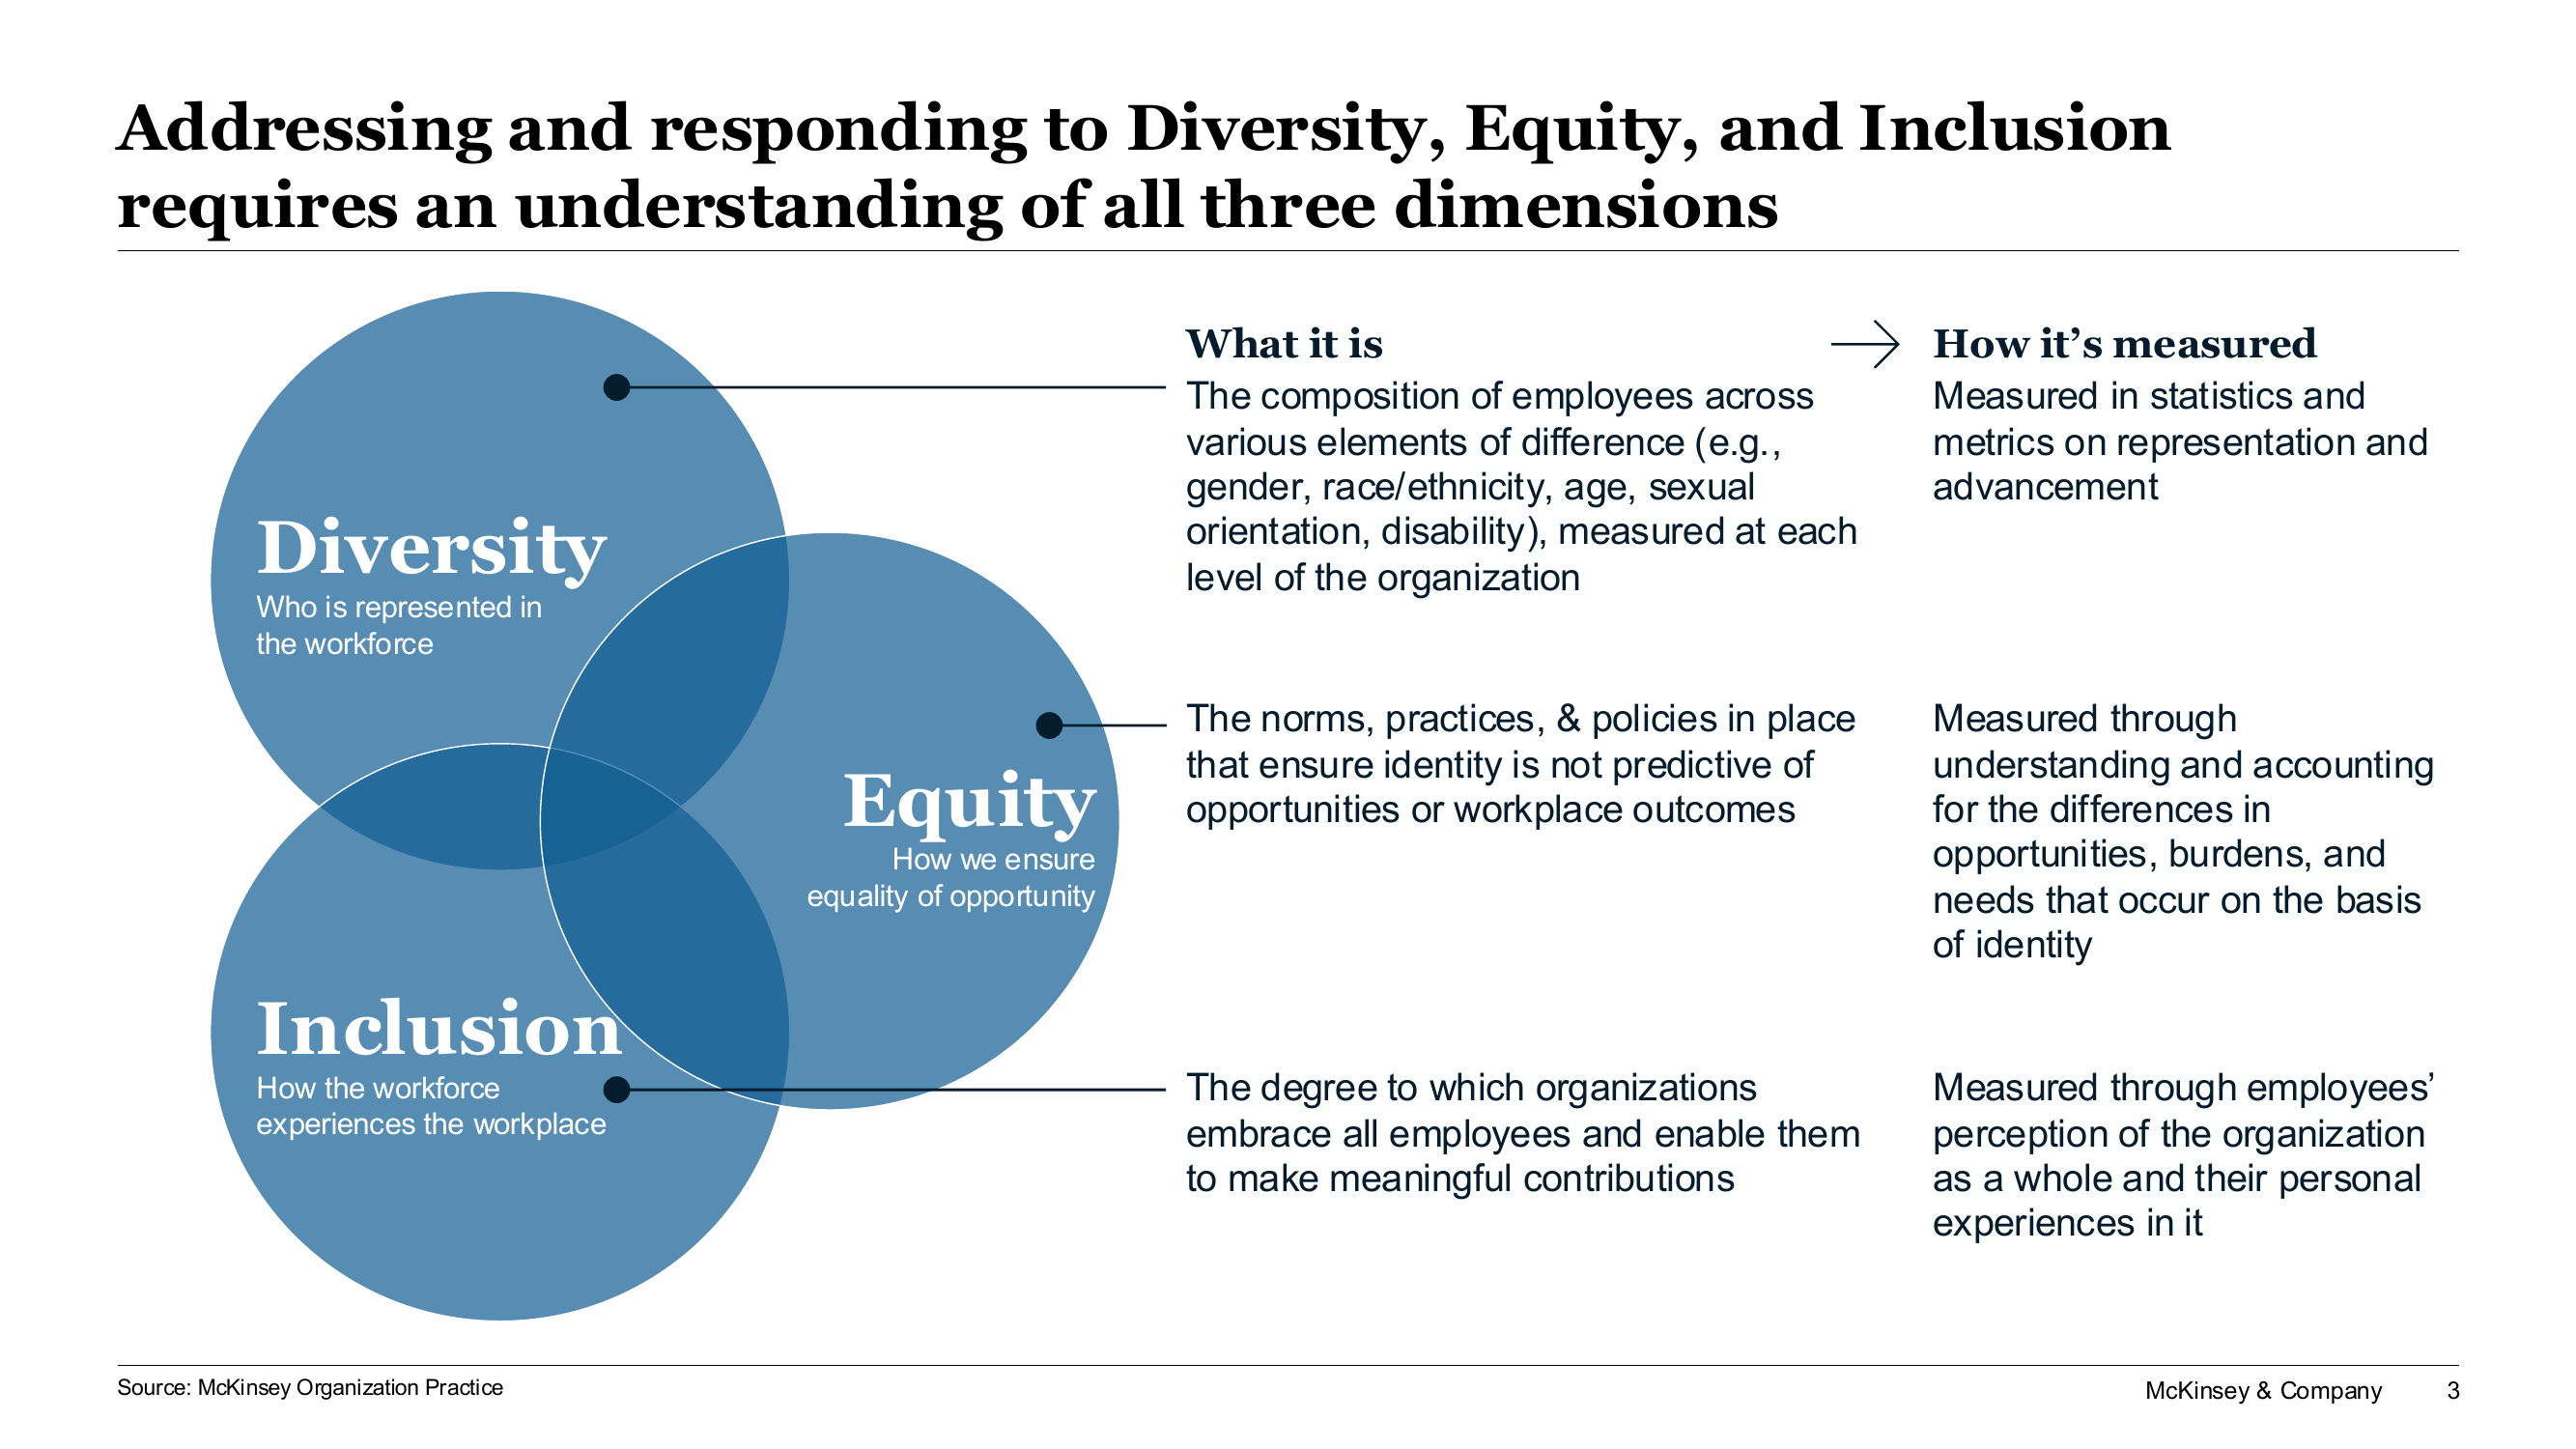 Addressing and responding to Diversity, Equity, and Inclusion
requires an understanding of all three dimensions
Diversity
Who is represented in
the workforce
Equity
How we ensure
equality of opportunity
Inclusion
How the workforce
experiences the workplace
What it is
The composition of employees across
various elements of difference (e.g.,
gender, race/ethnicity, age, sexual
orientation, disability), measured at each
level of the organization
How it’s measured
Measured in statistics and
metrics on representation and
advancement
The norms, practices, & policies in place
that ensure identity is not predictive of
opportunities or workplace outcomes
Measured through
understanding and accounting
for the differences in
opportunities, burdens, and
needs that occur on the basis
of identity
The degree to which organizations
embrace all employees and enable them
to make meaningful contributions
Measured through employees’
perception of the organization
as a whole and their personal
experiences in it
Source: McKinsey Organization Practice
McKinsey & Company 3